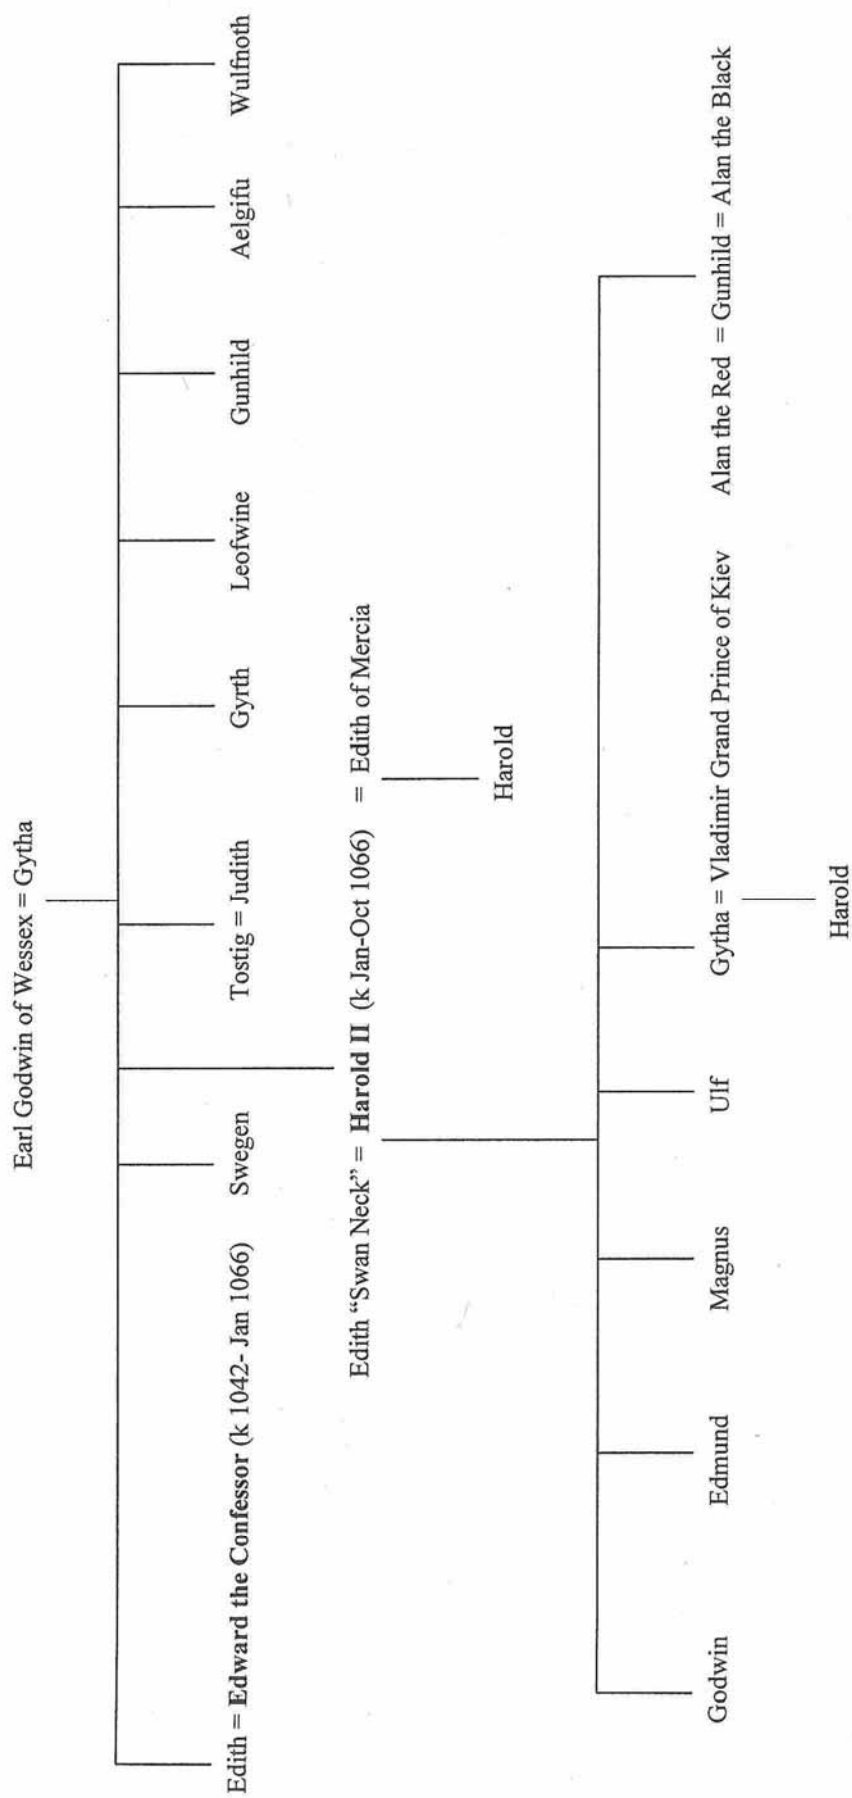 Earl Godwin of Wessex = Gytha
Edith = Edward the Confessor (k 1042- Jan 1066) Swegen Tostig = Judith Gyrth Leofwine Gunhild Aelgifu Wulfnoth
Edith “Swan Neck” = Harold II (k Jan-Oct 1066) = Edith of Mercia
Harold
Godwin Edmund Magnus Ulf Gytha = Vladimir Grand Prince of Kiev Alan the Red = Gunhild = Alan the Black
Harold